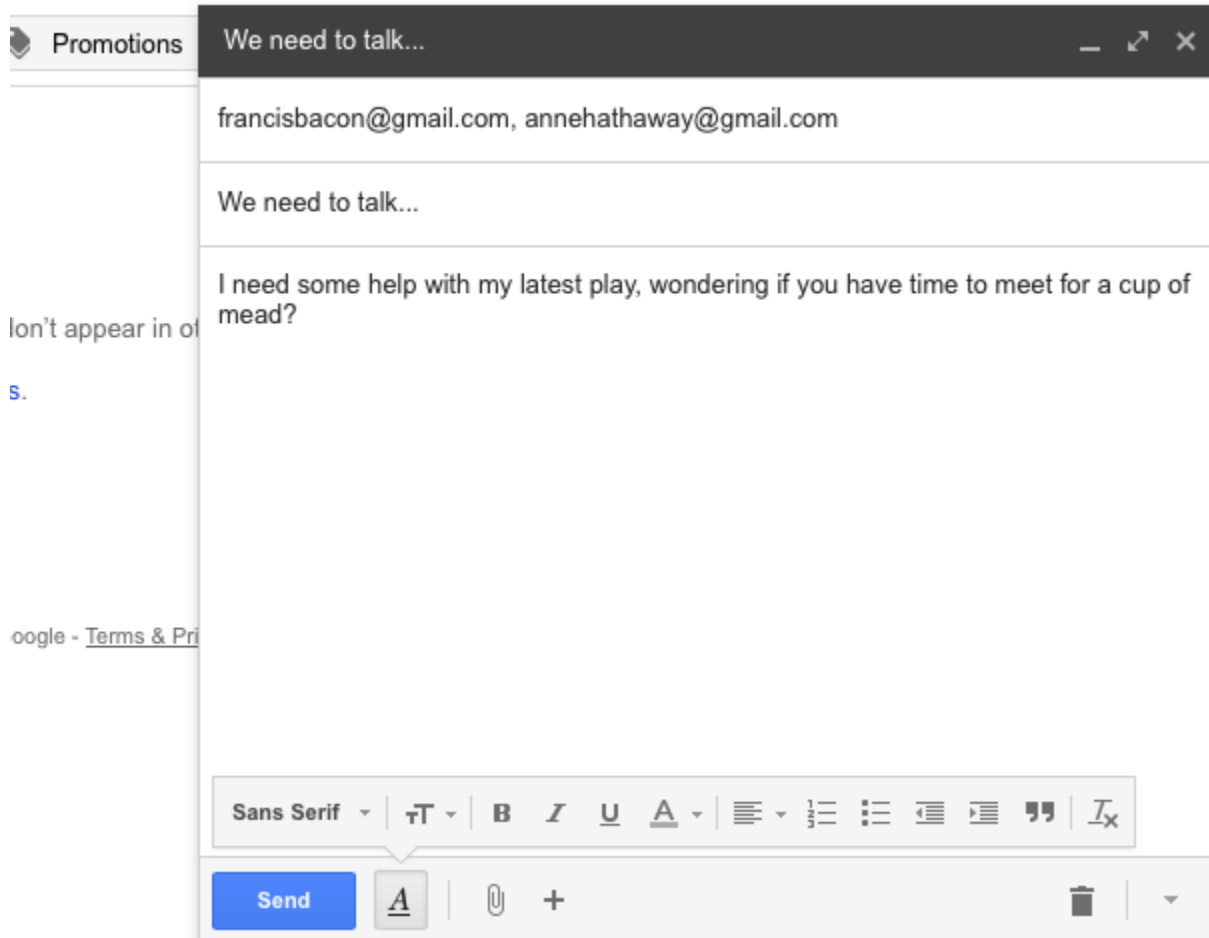 Promotions
We need to talk...
francisbacon@gmail.com, annehathaway@gmail.com
We need to talk...
I need some help with my latest play, wondering if you have time to meet for a cup of
mead?
don't appear in
s.
oogle - Terms & Pri
Sans Serif
Send